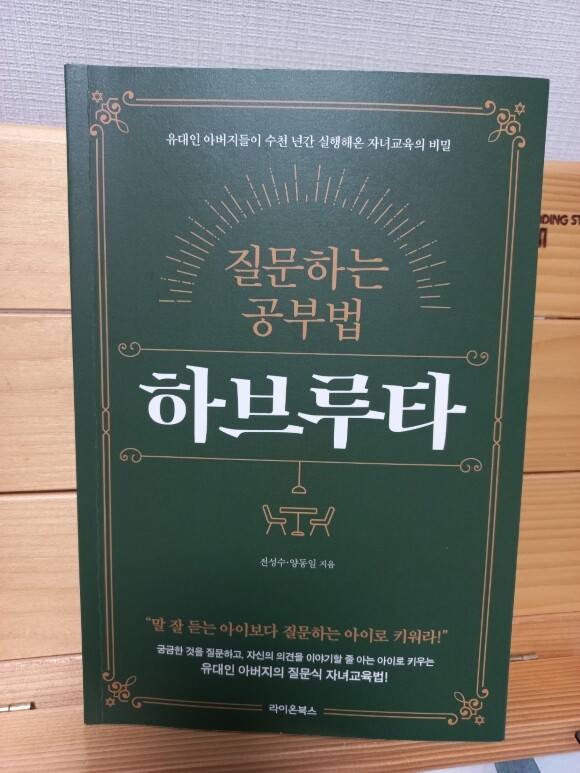 유대인 아버지들이 수천 년간 실행해온 자녀교육의 비밀
질문하는
공부법
하브루타
전성수·양동일 지음
"말 잘 듣는 아이보다 질문하는 아이로 키워라!"
궁금한 것을 질문하고, 자신의 의견을 이야기할 줄 아는 아이로 키우는
유대인 아버지의 질문식 자녀교육법!
라이온북스